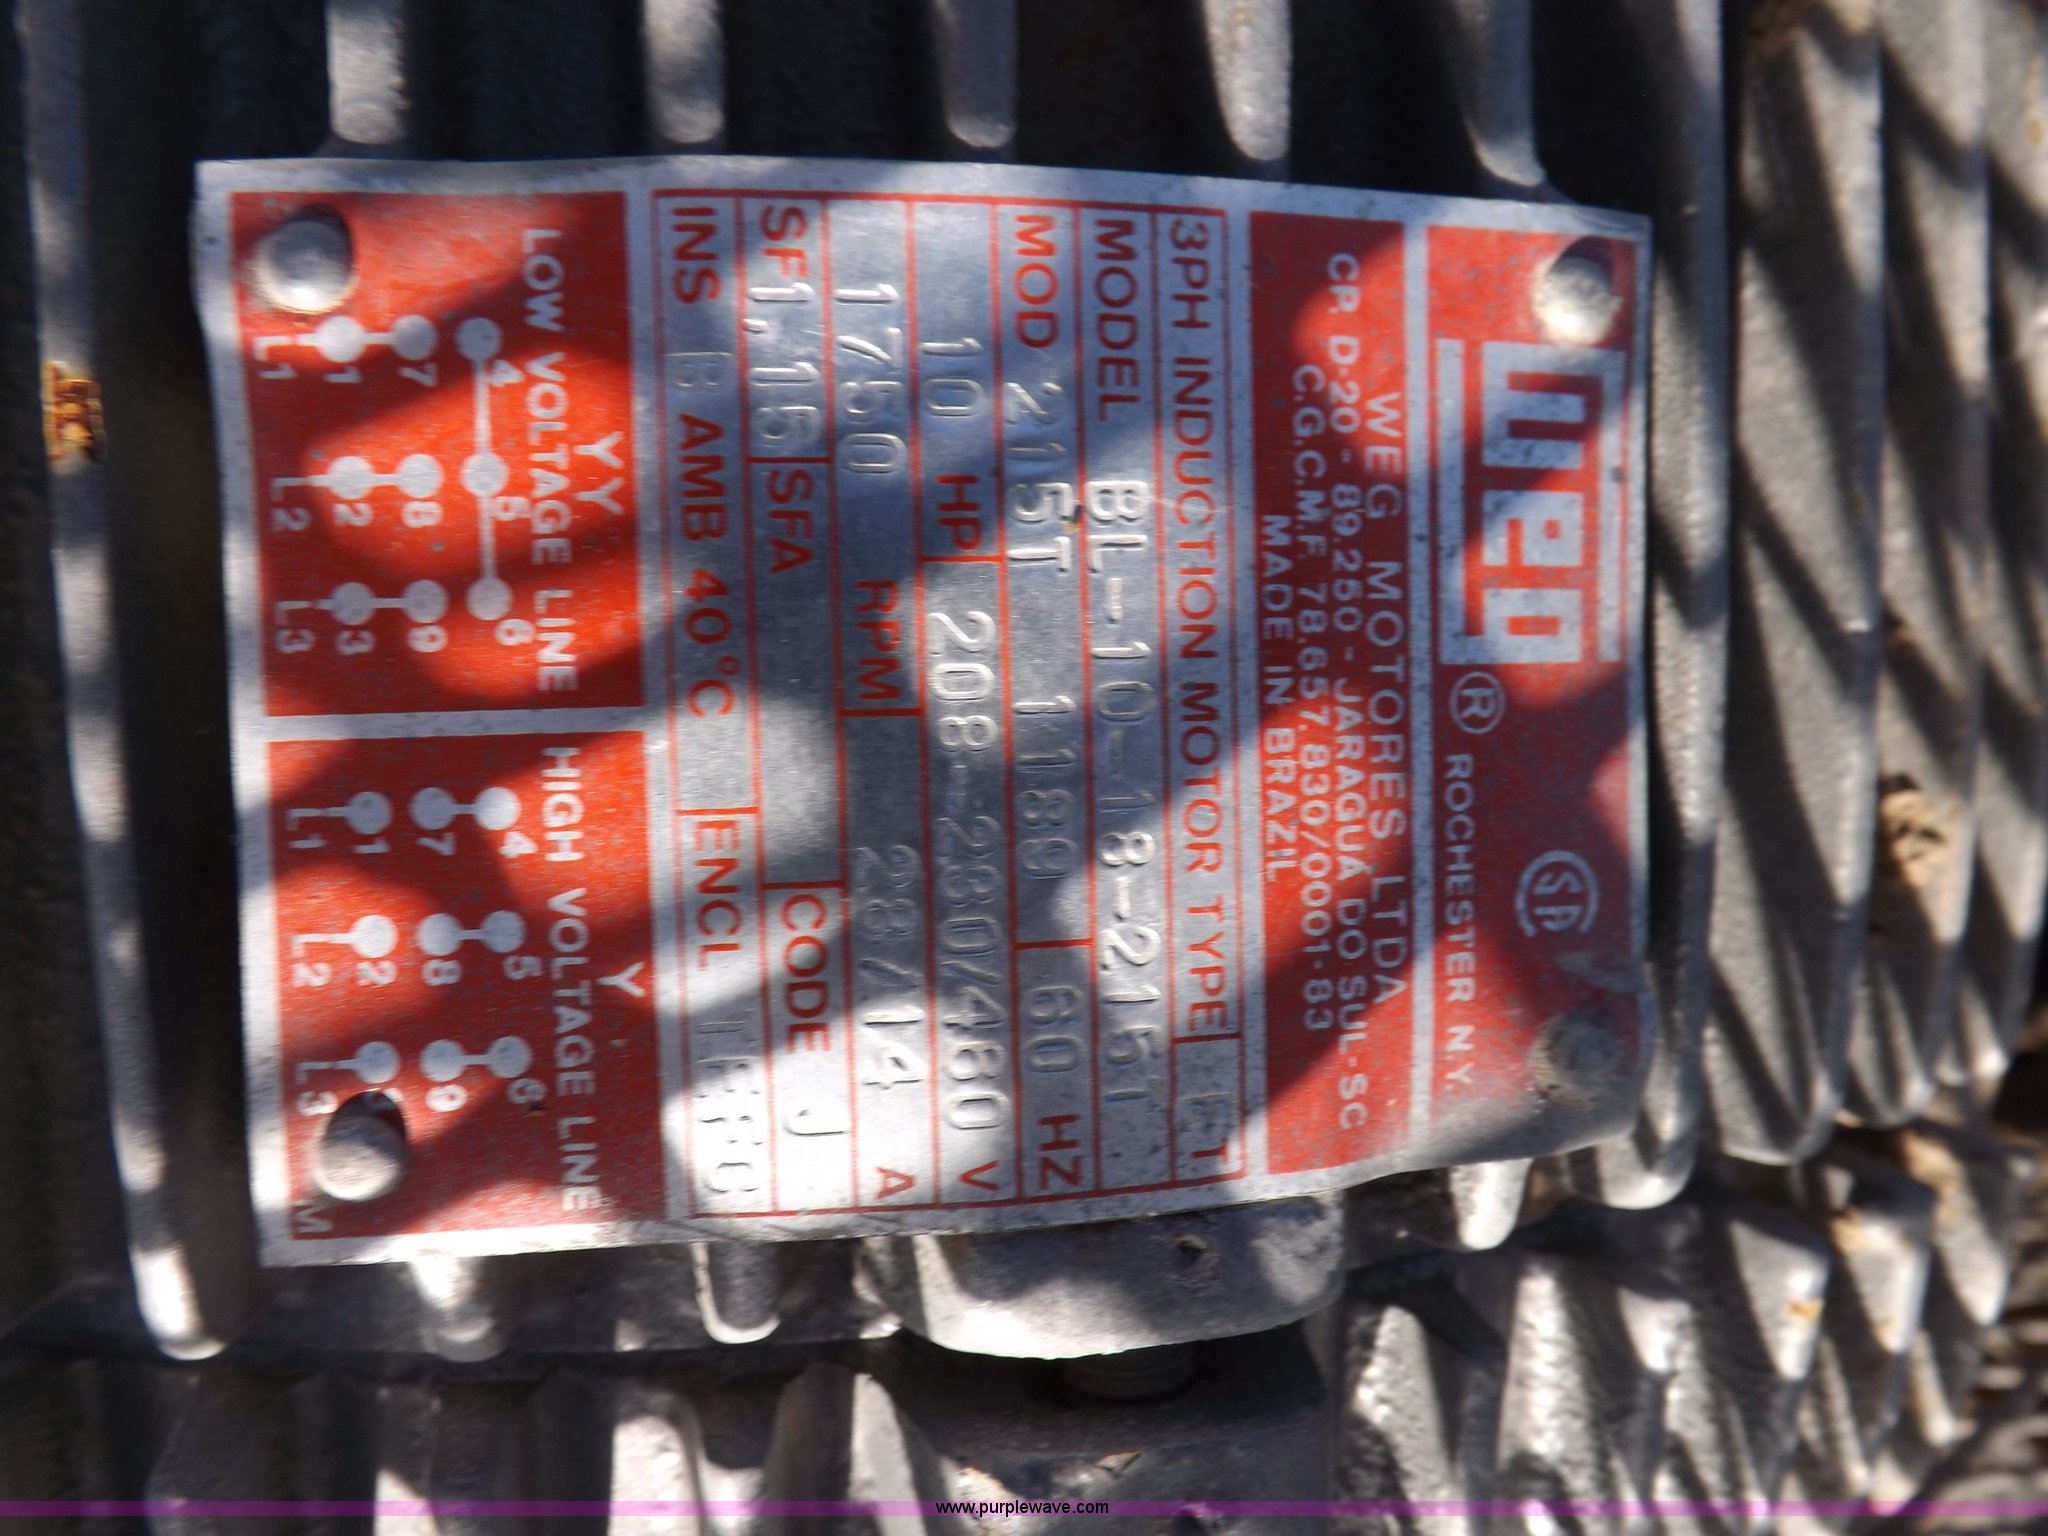 weg ® ROCHESTER N.Y.
WEG MOTORES LTDA
CP. D-20 - 89.250 - JARAGUÁ DO SUL-SC
C.G.C.M.F. 78.657.830/0001-83
MADE IN BRAZIL
3PH INDUCTION MOTOR TYPE ET
MODEL BL-10-18-215T
MOD 215T 1189 60 HZ
10 HP 208-230/460 V
1750 RPM 28/14 A
SF 1.15 SFA CODE J
INS B AMB 40°C ENCL TEFC
YY
LOW VOLTAGE LINE
4 5 6
7 8 9
1 2 3
L1 L2 L3
Y
HIGH VOLTAGE LINE
4 5 6
7 8 9
1 2
L1 L2 L3
M
www.purplewave.com